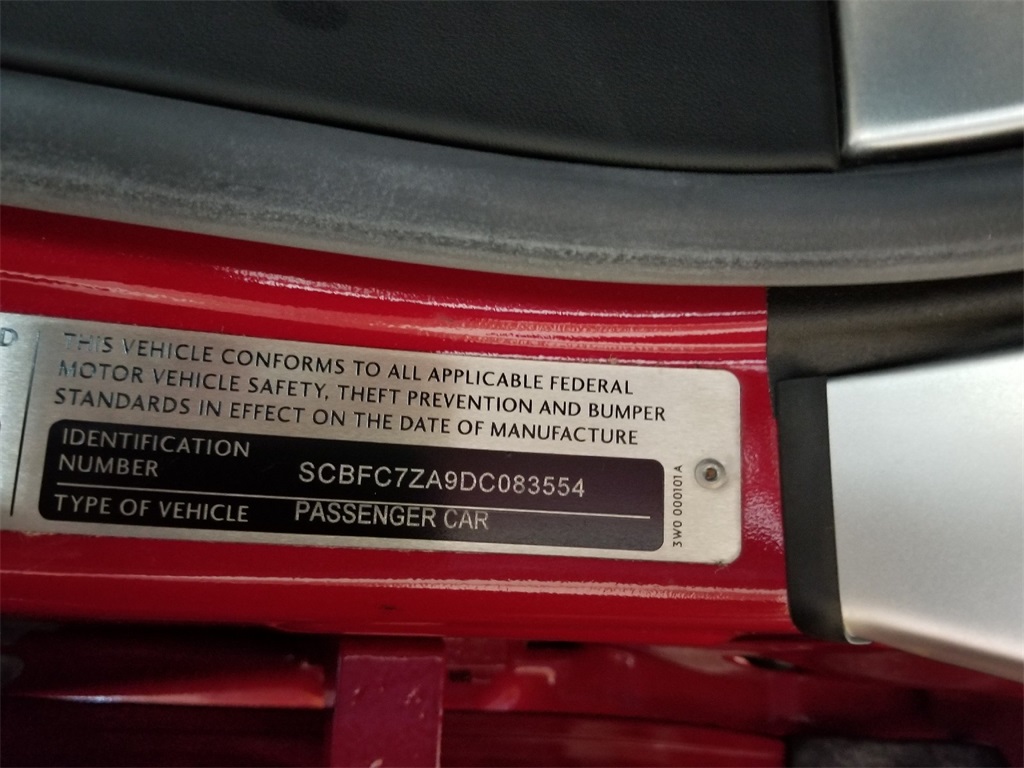 D
THIS VEHICLE CONFORMS TO ALL APPLICABLE FEDERAL
MOTOR VEHICLE SAFETY, THEFT PREVENTION AND BUMPER
STANDARDS IN EFFECT ON THE DATE OF MANUFACTURE
IDENTIFICATION
NUMBER SCBFC7ZA9DC083554
TYPE OF VEHICLE PASSENGER CAR
3W0 000101A